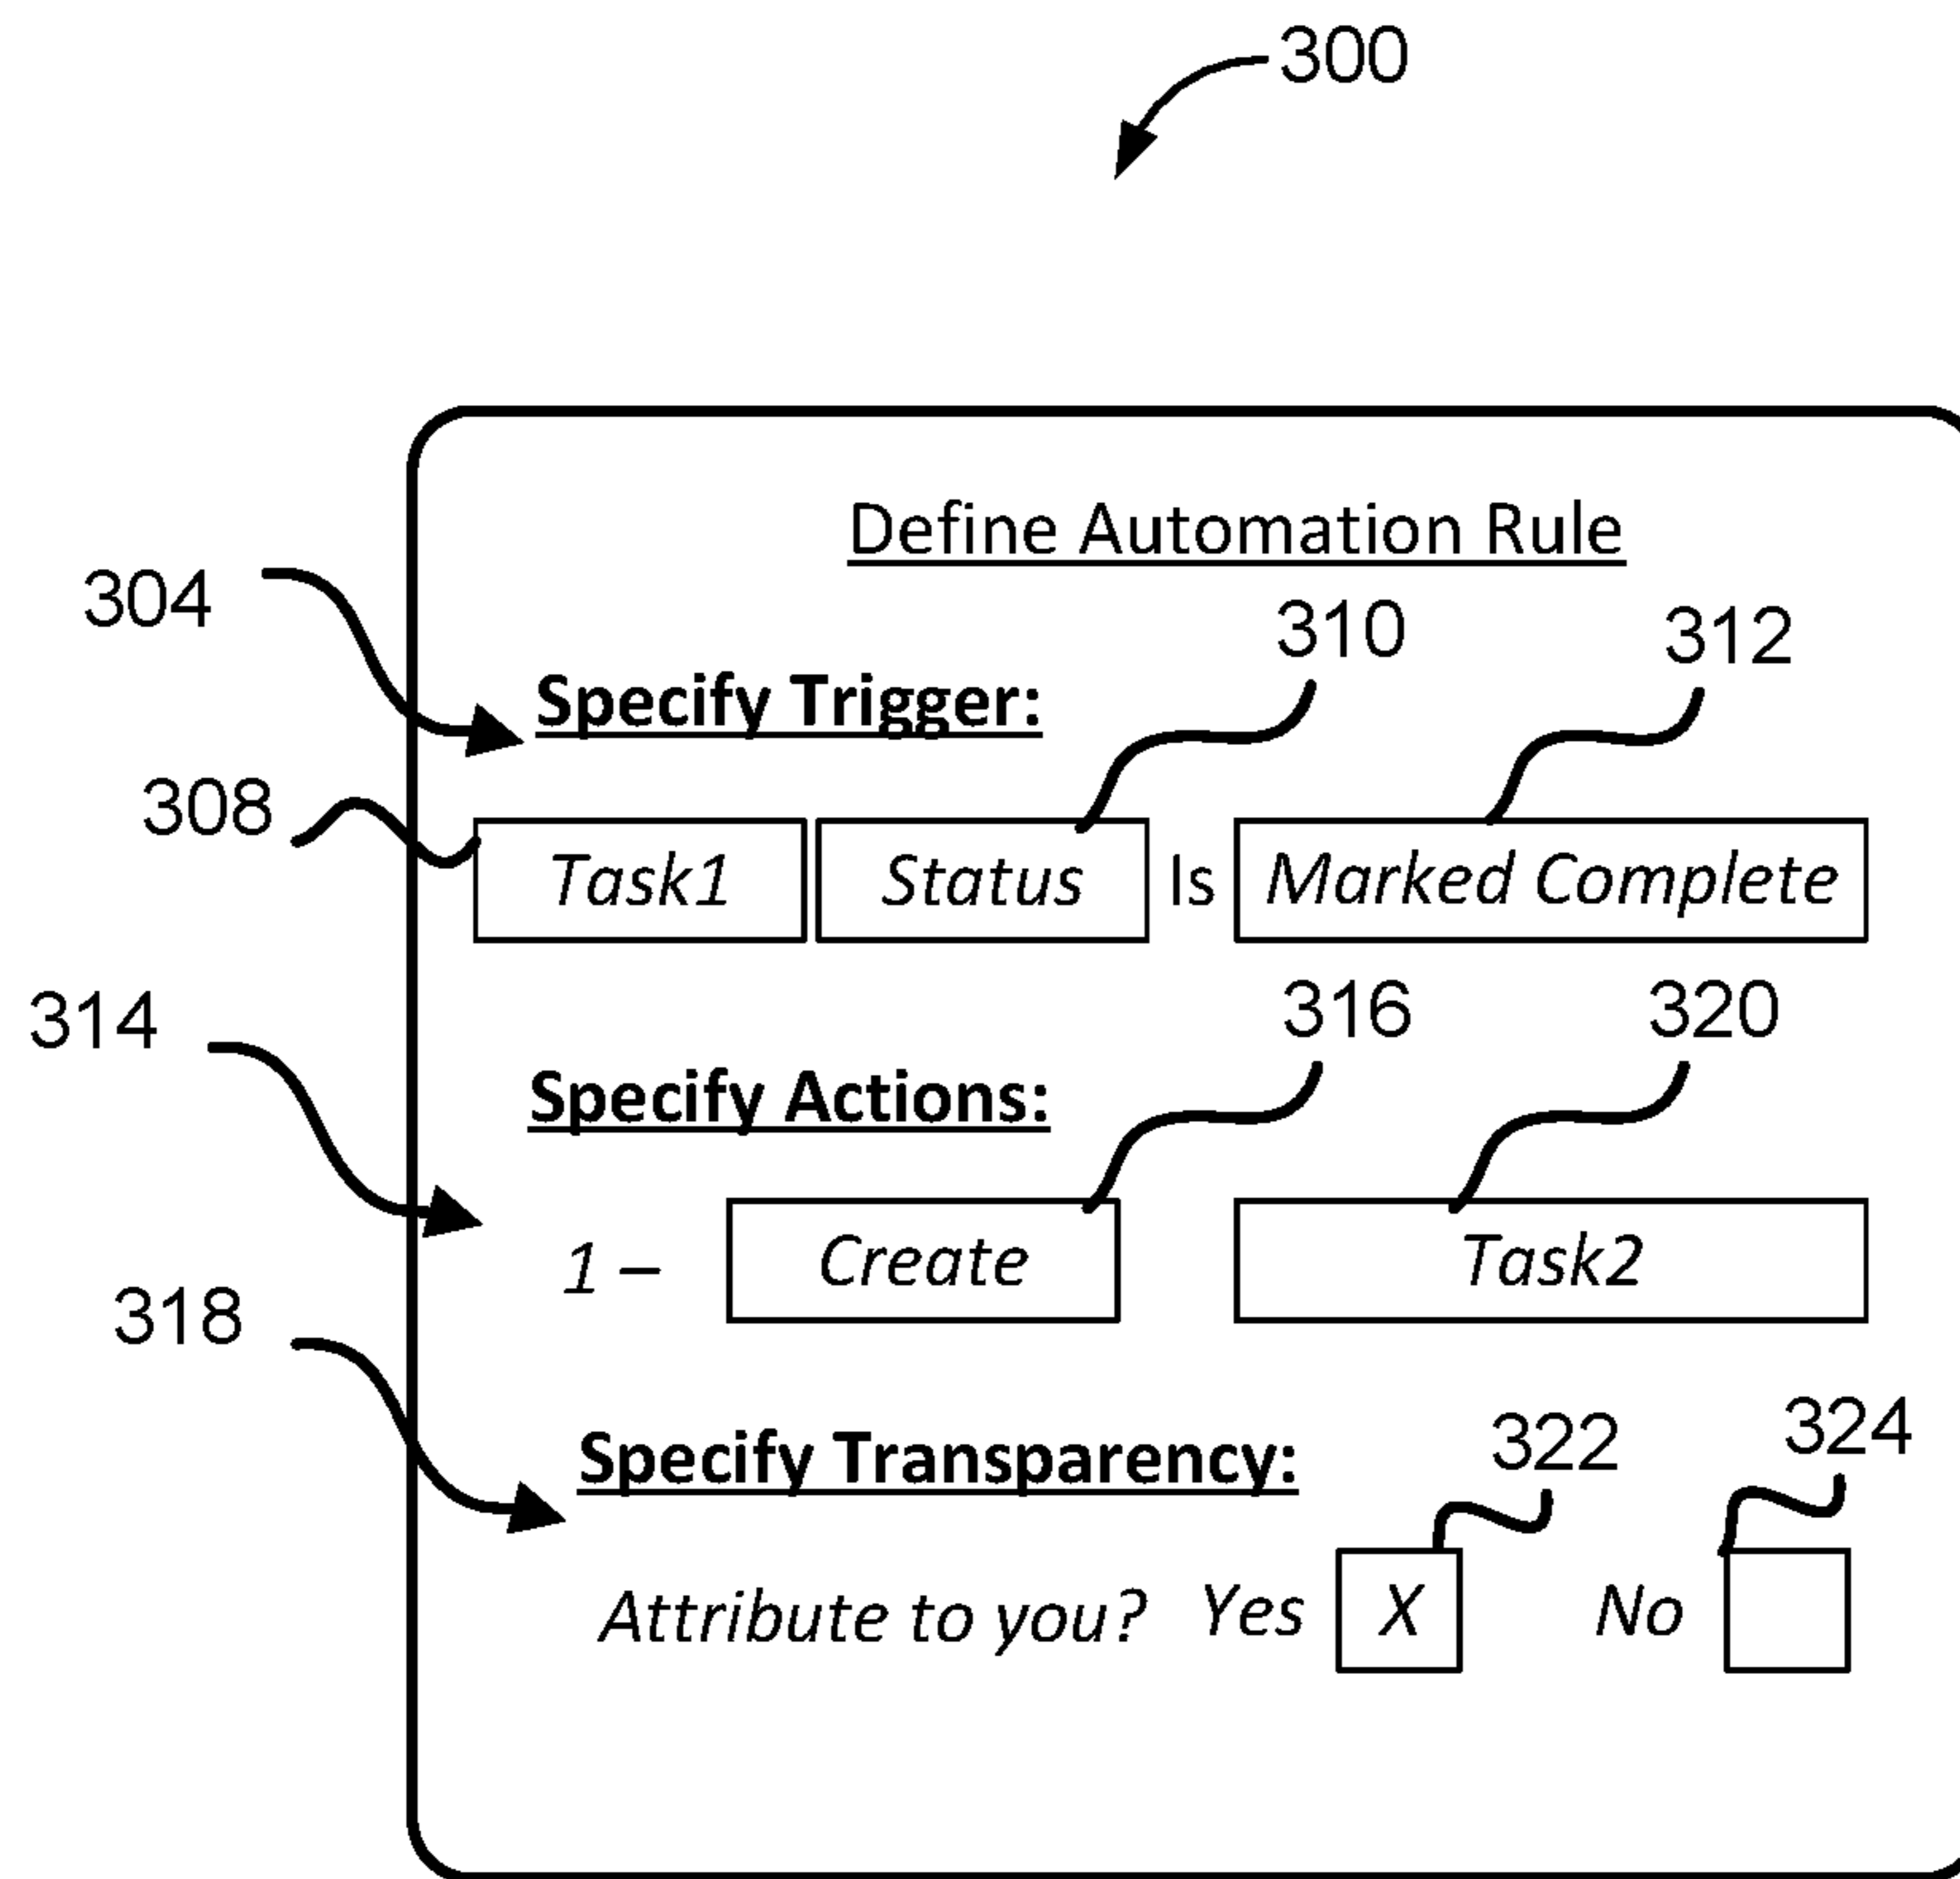 300
Define Automation Rule
304
310
312
Specify Trigger:
308
Task1 Status Is Marked Complete
314
316
320
Specify Actions:
1 – Create Task2
318
322
324
Specify Transparency:
Attribute to you? Yes X No